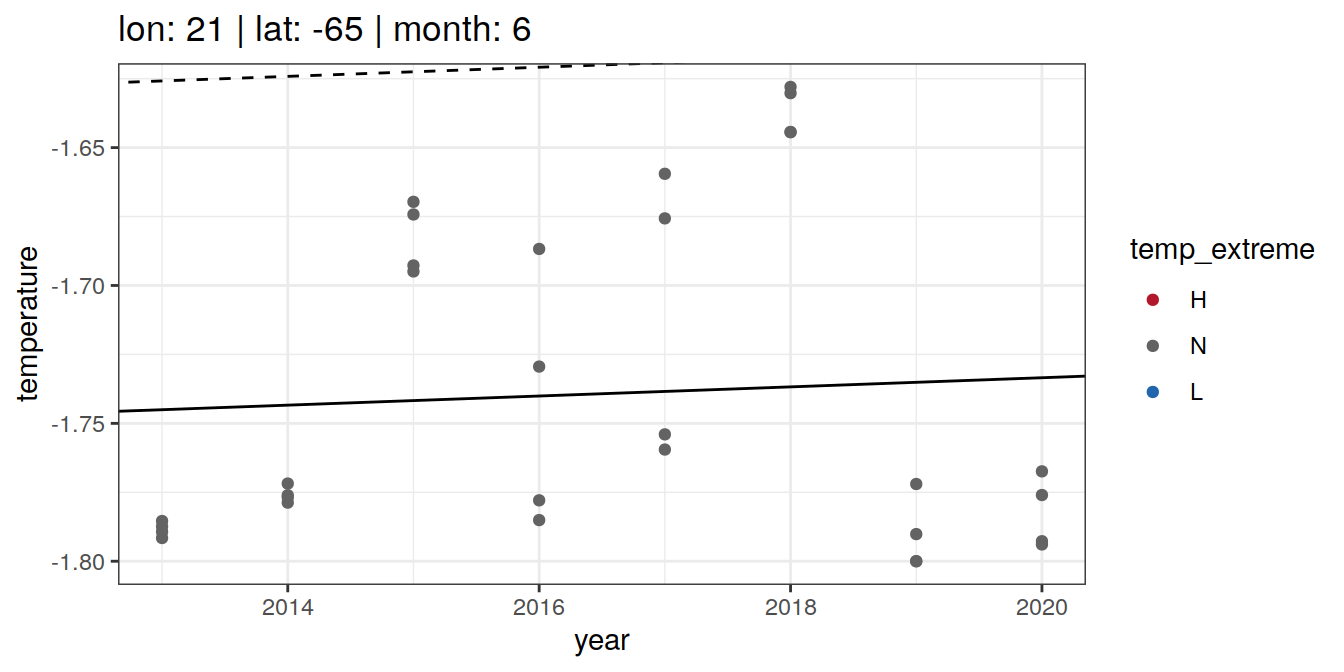 lon: 21 | lat: -65 | month: 6
temperature
-1.65
-1.70
-1.75
-1.80
2014
2016
2018
2020
year
temp_extreme
H
N
L